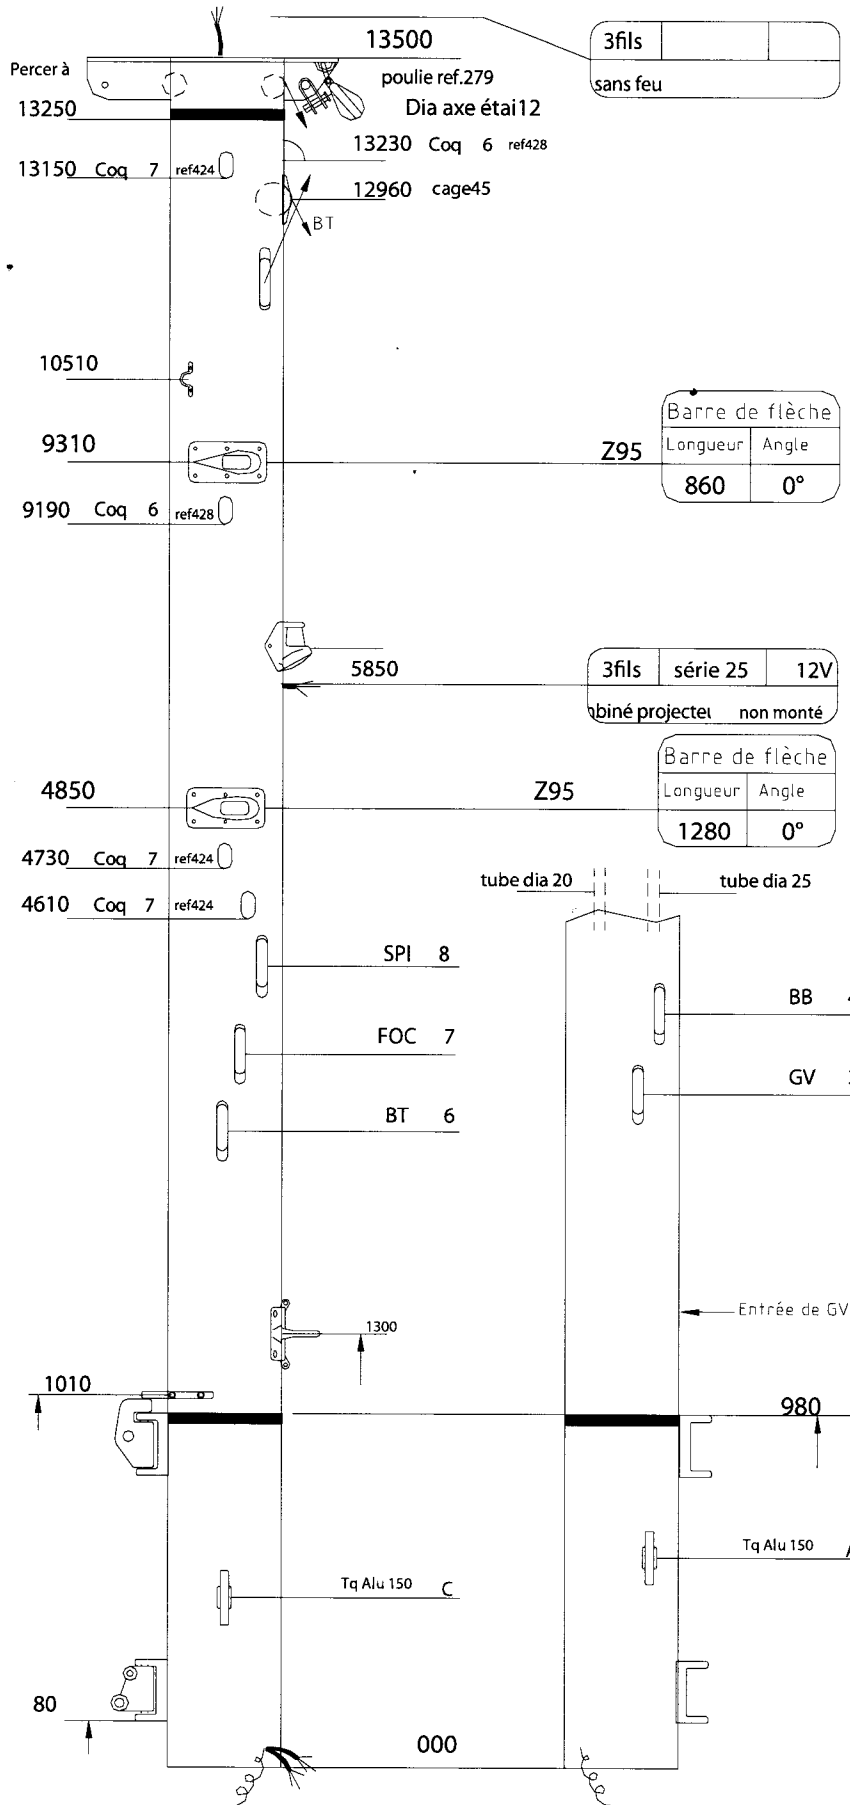 13500
3fils
sans feu
Percer à
poulie ref.279
Dia axe étai12
13250
13230 Coq 6 ref428
13150 Coq 7 ref424
12960 cage45
BT
10510
Barre de flèche
9310
Z95
Longueur Angle
860 0°
9190 Coq 6 ref428
5850
3fils série 25 12V
projecteu non monté
Barre de flèche
4850
Z95
Longueur Angle
1280 0°
4730 Coq 7 ref424
tube dia 20
tube dia 25
4610 Coq 7 ref424
SPI 8
BB
FOC 7
GV
BT 6
Entrée de GV
1300
1010
980
Tq Alu 150
Tq Alu 150 C
80
000